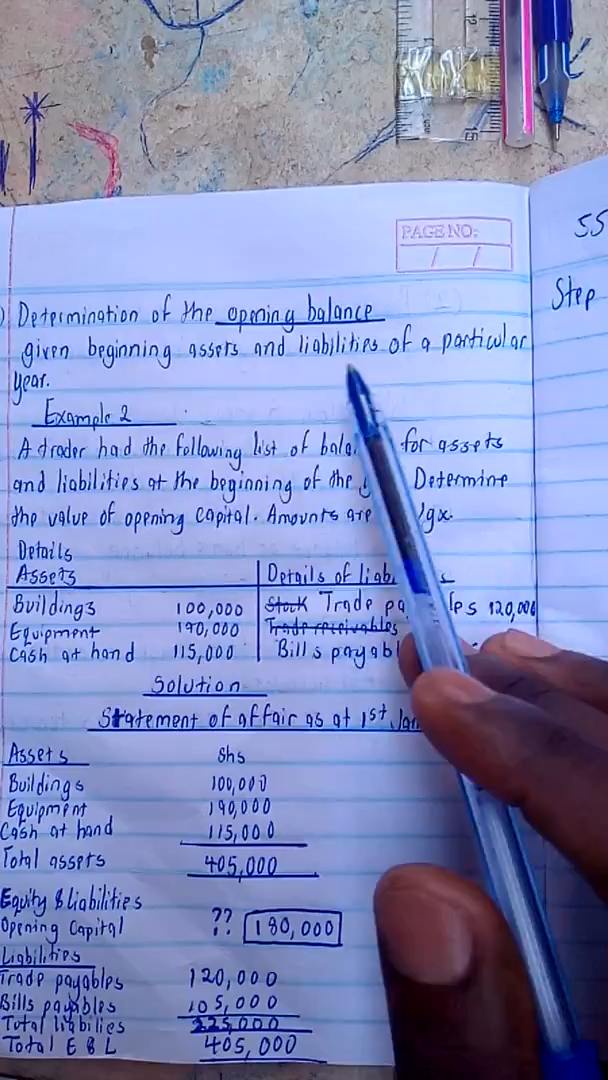 PAGE NO:
/ /
55
Step
) Determination of the opening balance
given beginning assets and liabilities of a particular
year.
Example 2
A trader had the following list of bala for assets
and liabilities at the beginning of the Determine
the value of opening capital. Amounts are gx.
Details
Assets
Details of liab s
Buildings 100,000
Stock Trade pa les 120,000
Equipment 190,000
Trade receivables
Cash at hand 115,000
Bills payabl
Solution
Statement of affair as at 1st Jan
Assets shs
Buildings 100,000
Equipment 190,000
Cash at hand 115,000
Total assets 405,000
Equity & liabilities
Opening Capital ?? 180,000
Liabilities
Trade payables 120,000
Bills payables 105,000
Total liabilies 225,000
Total E & L 405,000